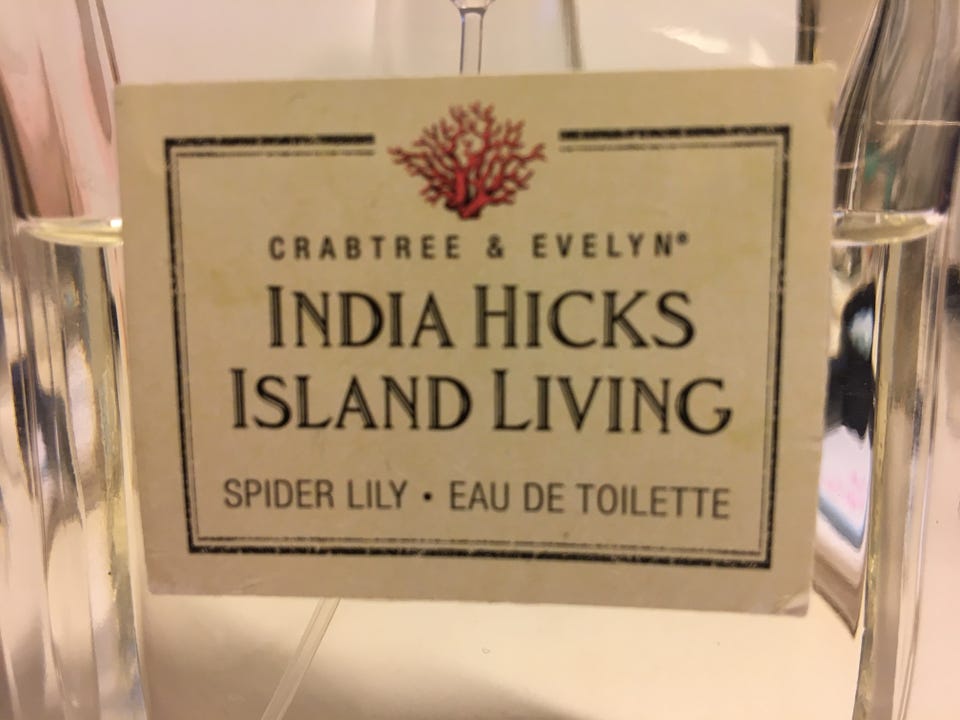 CRABTREE & EVELYN®
INDIA HICKS
ISLAND LIVING
SPIDER LILY • EAU DE TOILETTE